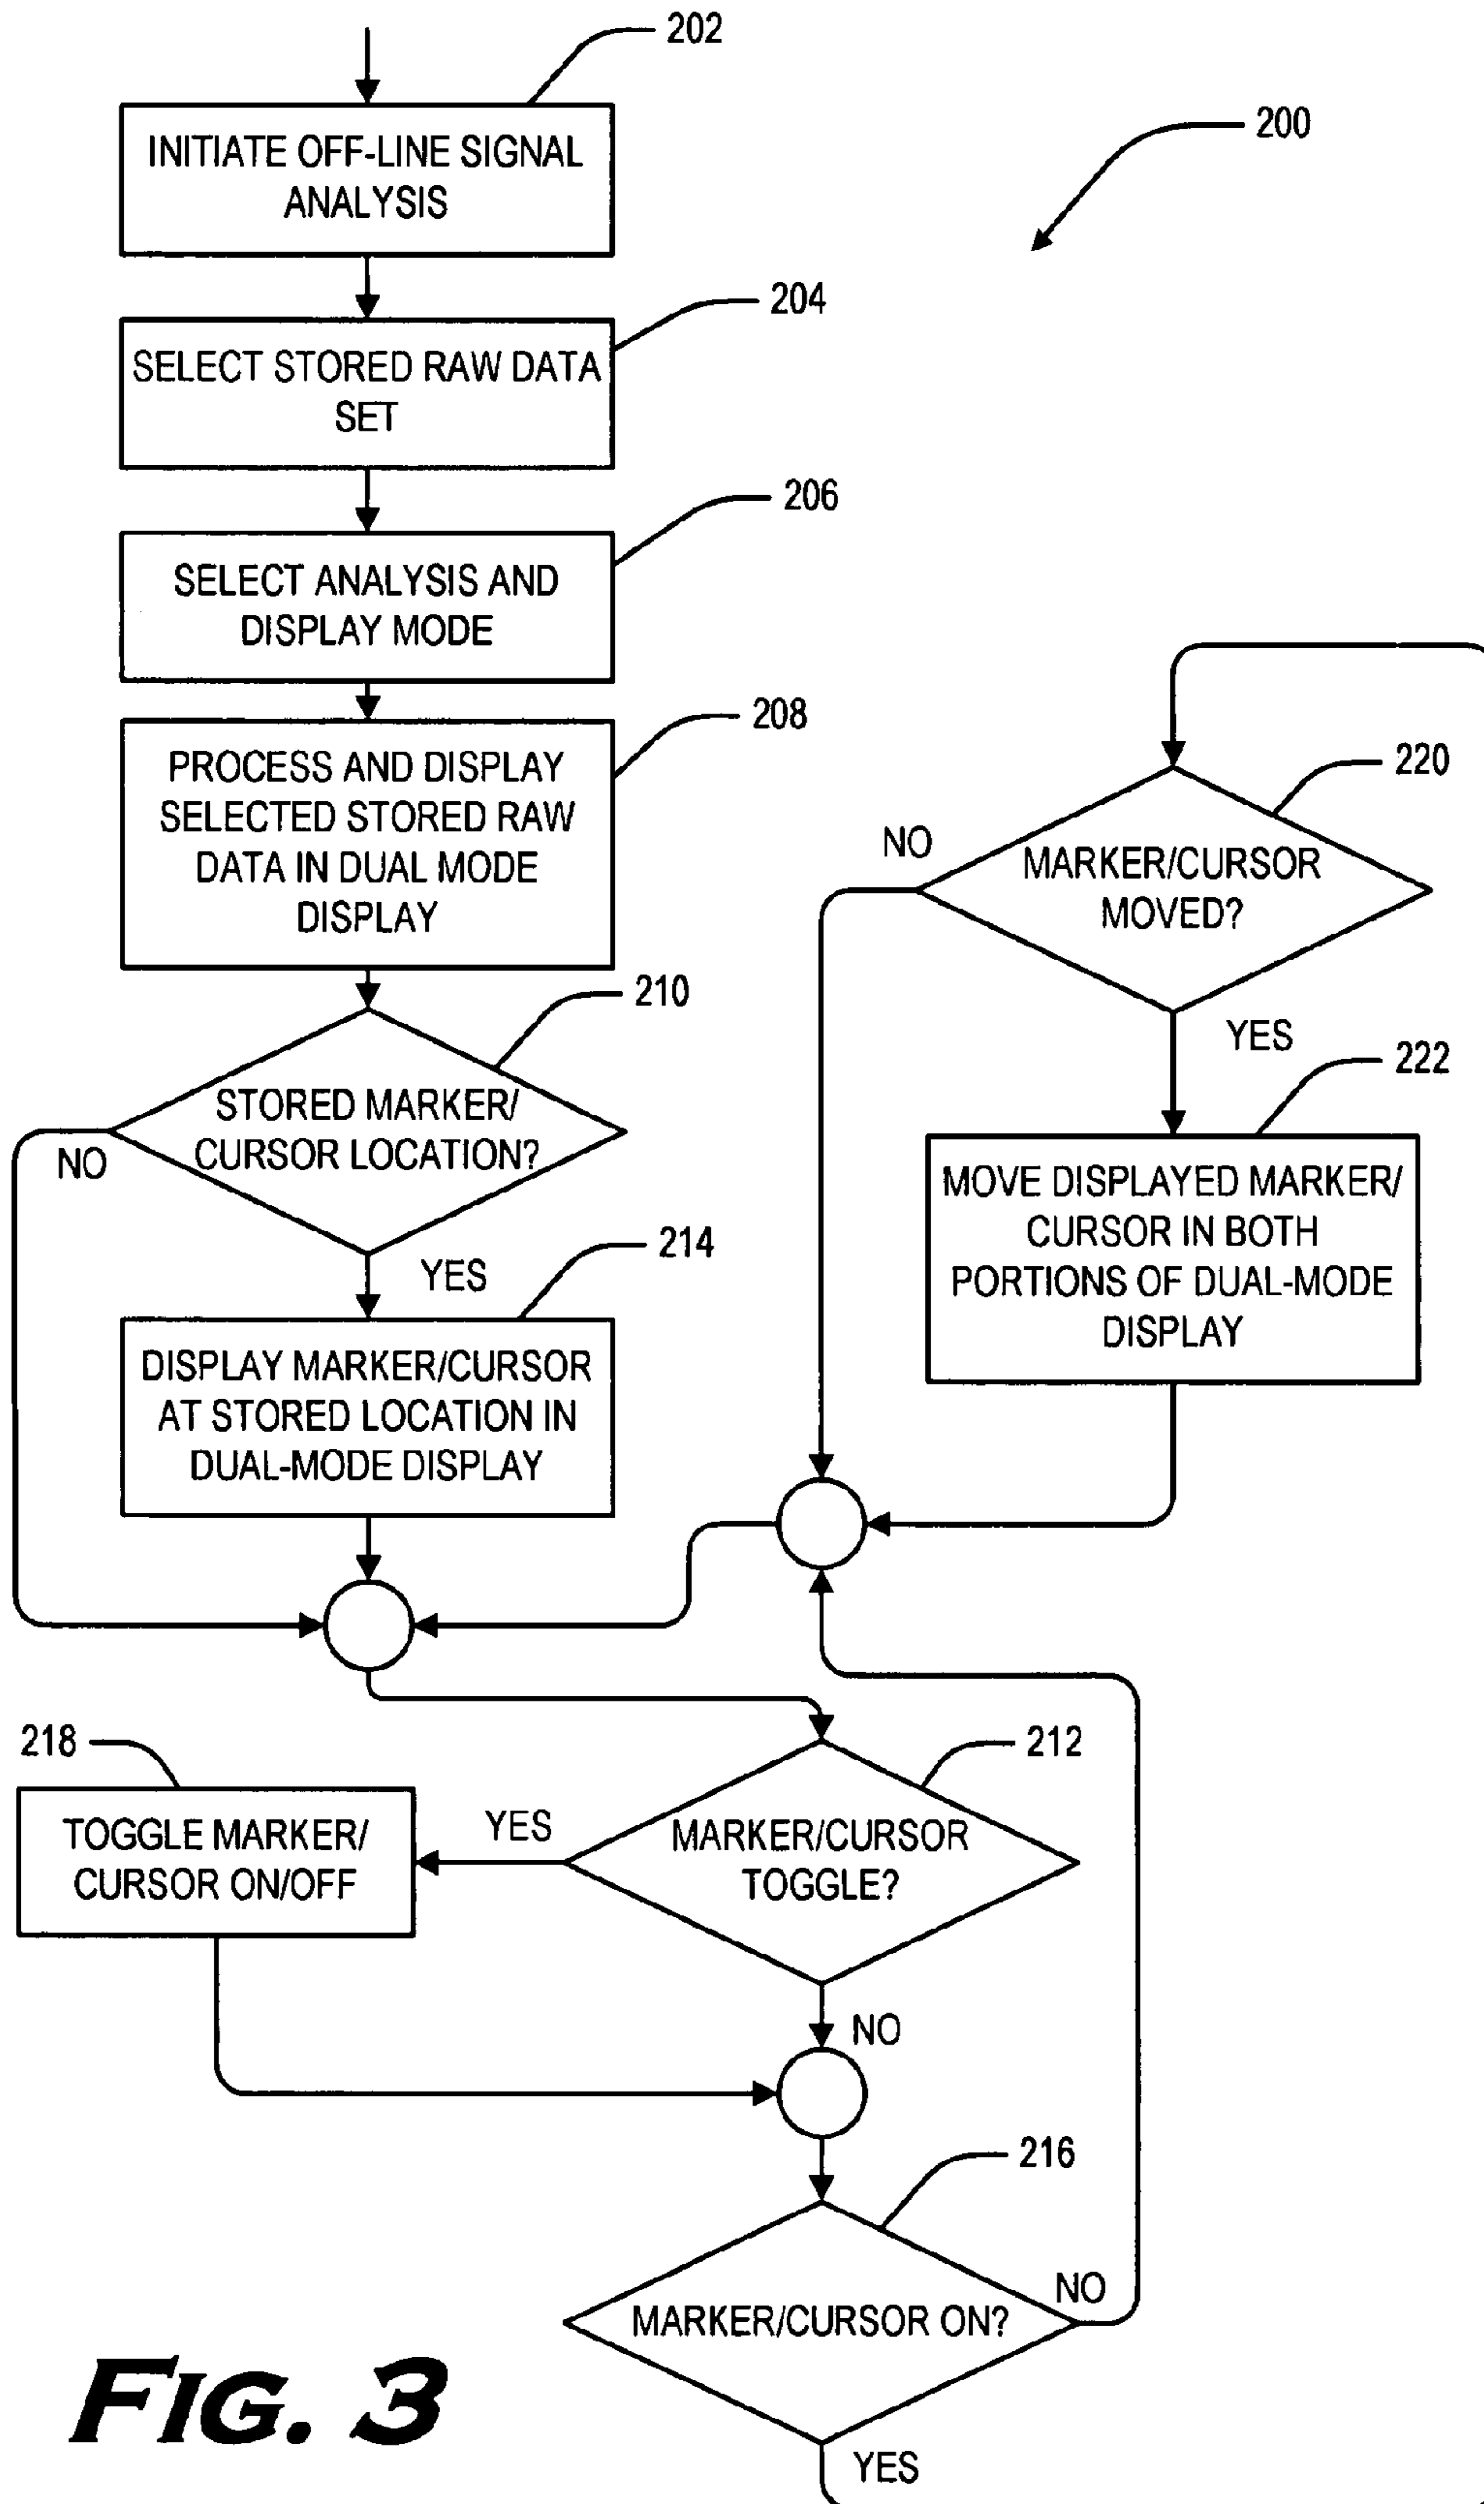 202
200
INITIATE OFF-LINE SIGNAL
ANALYSIS
204
SELECT STORED RAW DATA
SET
206
SELECT ANALYSIS AND
DISPLAY MODE
208
PROCESS AND DISPLAY
SELECTED STORED RAW
DATA IN DUAL MODE
DISPLAY
210
STORED MARKER/
CURSOR LOCATION?
NO
YES
214
DISPLAY MARKER/CURSOR
AT STORED LOCATION IN
DUAL-MODE DISPLAY
220
NO
MARKER/CURSOR
MOVED?
YES
222
MOVE DISPLAYED MARKER/
CURSOR IN BOTH
PORTIONS OF DUAL-MODE
DISPLAY
218
TOGGLE MARKER/
CURSOR ON/OFF
YES
212
MARKER/CURSOR
TOGGLE?
NO
216
MARKER/CURSOR ON?
NO
YES
FIG. 3